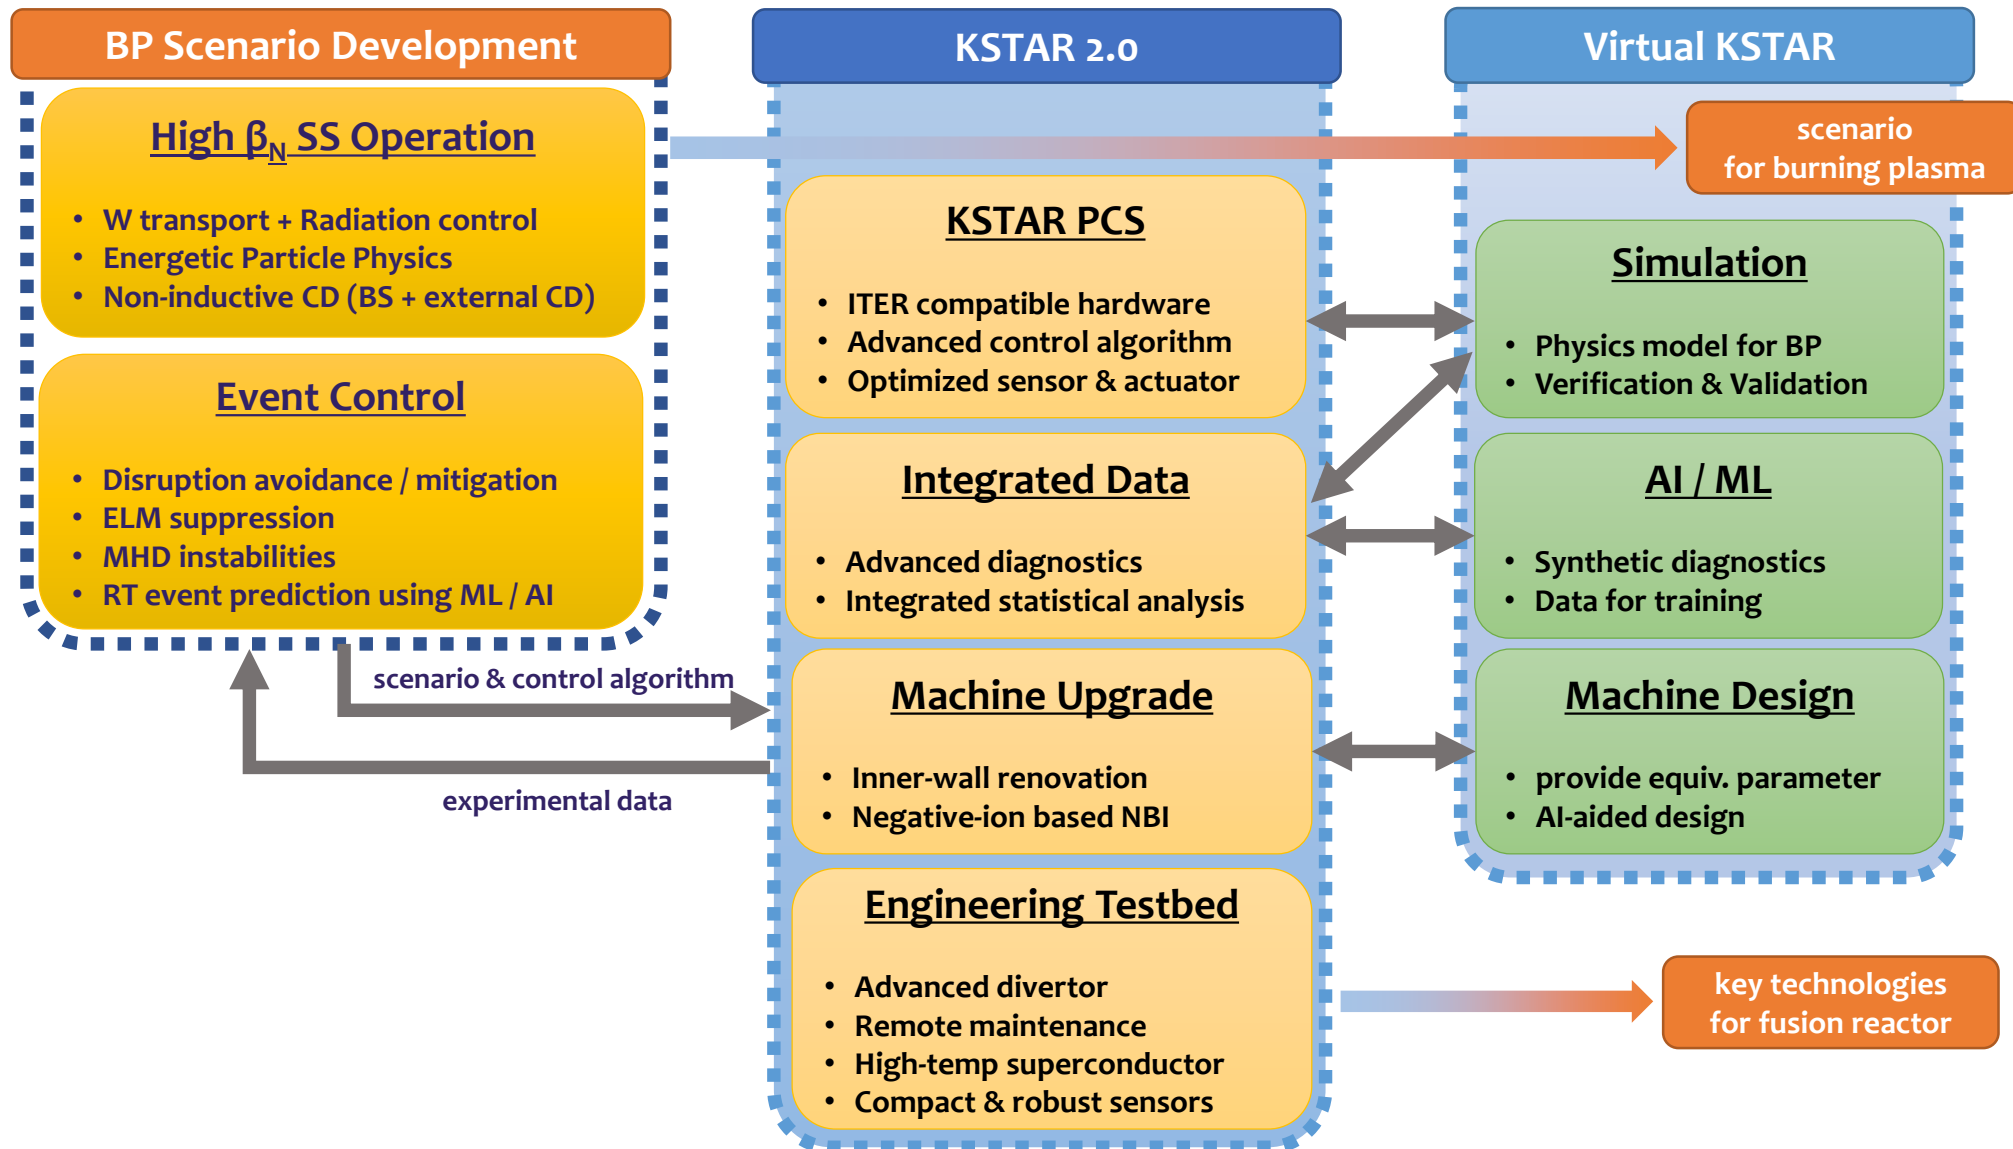 BP Scenario Development
High βN SS Operation
• W transport + Radiation control
• Energetic Particle Physics
• Non-inductive CD (BS + external CD)
Event Control
• Disruption avoidance / mitigation
• ELM suppression
• MHD instabilities
• RT event prediction using ML / AI
scenario & control algorithm
experimental data
KSTAR 2.0
KSTAR PCS
• ITER compatible hardware
• Advanced control algorithm
• Optimized sensor & actuator
Integrated Data
• Advanced diagnostics
• Integrated statistical analysis
Machine Upgrade
• Inner-wall renovation
• Negative-ion based NBI
Engineering Testbed
• Advanced divertor
• Remote maintenance
• High-temp superconductor
• Compact & robust sensors
Virtual KSTAR
scenario
for burning plasma
Simulation
• Physics model for BP
• Verification & Validation
AI / ML
• Synthetic diagnostics
• Data for training
Machine Design
• provide equiv. parameter
• AI-aided design
key technologies
for fusion reactor